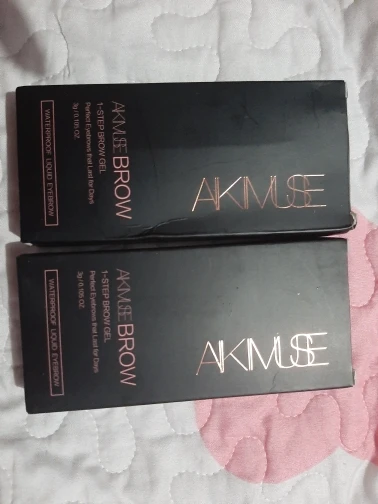 AKIMUSE BROW
1-STEP BROW GEL
Perfect Eyebrows that Last for Days
3g / 0.105 OZ.
WATERPROOF LIQUID EYEBROW
AKIMUSE
AKIMUSE BROW
1-STEP BROW GEL
Perfect Eyebrows that Last for Days
3g / 0.105 OZ.
WATERPROOF LIQUID EYEBROW
AKIMUSE